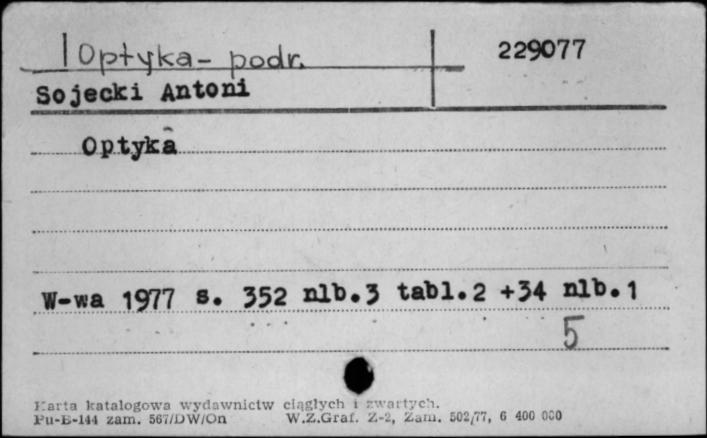 Optyka - podr. 229077
Sojecki Antoni
Optyka
W-wa 1977 s. 352 nlb.3 tabl.2 +34 nlb.1
5
Karta katalogowa wydawnictw ciągłych i zwartych.
Pu-B-144 zam. 567/DW/On W.Z.Graf. Z-2, Zam. 502/77, 6 400 000